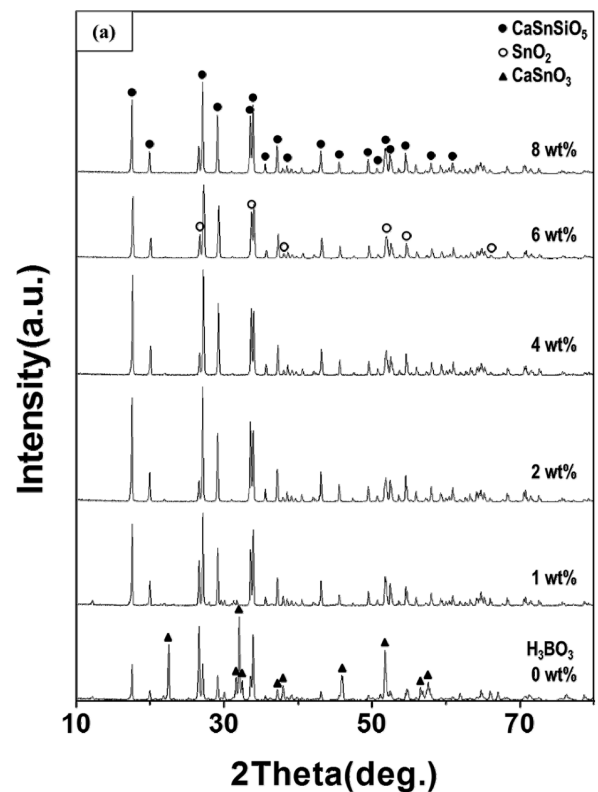 (a)
CaSnSiO₅
SnO₂
CaSnO₃
8 wt%
6 wt%
4 wt%
2 wt%
1 wt%
H₃BO₃
0 wt%
Intensity(a.u.)
10 30 50 70
2Theta(deg.)